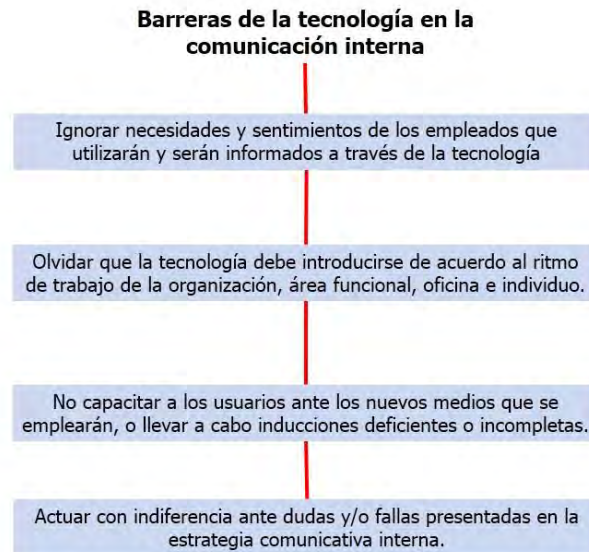 Barreras de la tecnología en la
comunicación interna
Ignorar necesidades y sentimientos de los empleados que
utilizarán y serán informados a través de la tecnología
Olvidar que la tecnología debe introducirse de acuerdo al ritmo
de trabajo de la organización, área funcional, oficina e individuo.
No capacitar a los usuarios ante los nuevos medios que se
emplearán, o llevar a cabo inducciones deficientes o incompletas.
Actuar con indiferencia ante dudas y/o fallas presentadas en la
estrategia comunicativa interna.